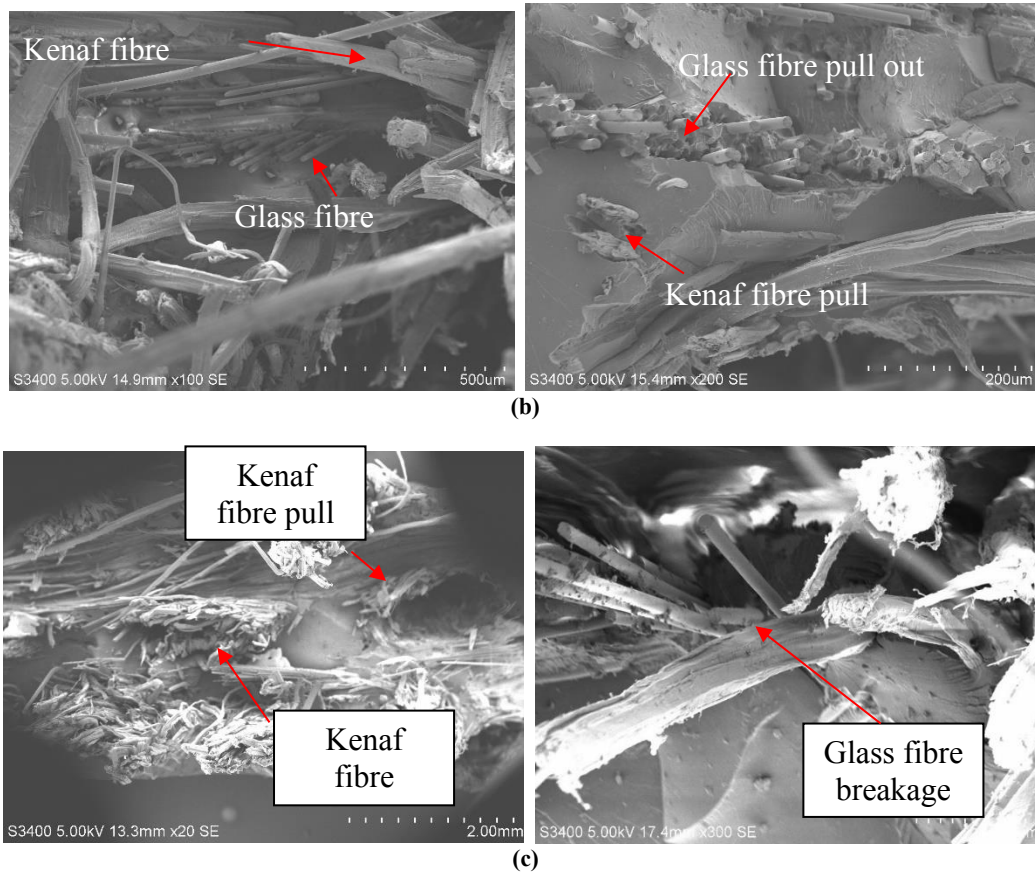 Kenaf fibre
Glass fibre
S3400 5.00kV 14.9mm x100 SE
500um
Glass fibre pull out
Kenaf fibre pull
S3400 5.00kV 15.4mm x200 SE
200um
(b)
Kenaf
fibre pull
Kenaf
fibre
S3400 5.00kV 13.3mm x20 SE
2.00mm
Glass fibre
breakage
S3400 5.00kV 17.4mm x300 SE
(c)